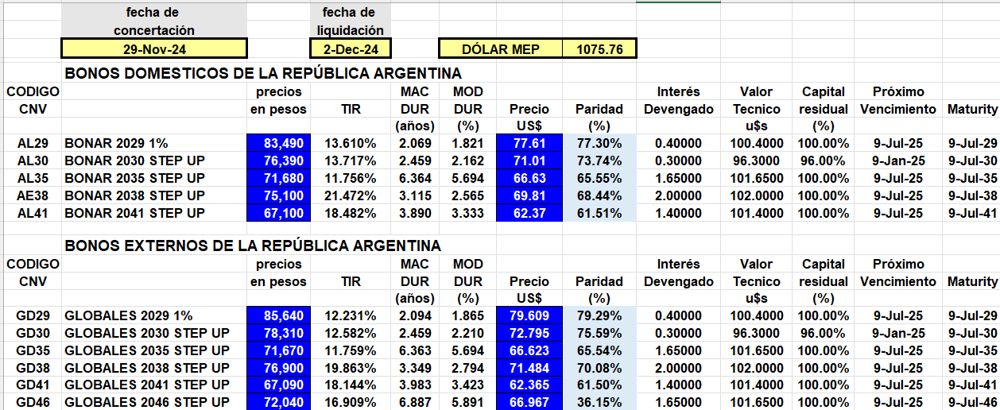 fecha de fecha de
concertación liquidación
29-Nov-24 2-Dec-24 DÓLAR MEP 1075.76
BONOS DOMESTICOS DE LA REPÚBLICA ARGENTINA
CODIGO precios MAC MOD Interés Valor Capital Próximo
CNV en pesos TIR DUR DUR Precio Paridad Devengado Tecnico residual Vencimiento Maturity
(años) (%) US$ (%) u$s (%)
AL29 BONAR 2029 1% 83,490 13.610% 2.069 1.821 77.61 77.30% 0.40000 100.4000 100.00% 9-Jul-25 9-Jul-29
AL30 BONAR 2030 STEP UP 76,390 13.717% 2.459 2.162 71.01 73.74% 0.30000 96.3000 96.00% 9-Jan-25 9-Jul-30
AL35 BONAR 2035 STEP UP 71,680 11.756% 6.364 5.694 66.63 65.55% 1.65000 101.6500 100.00% 9-Jul-25 9-Jul-35
AE38 BONAR 2038 STEP UP 75,100 21.472% 3.115 2.565 69.81 68.44% 2.00000 102.0000 100.00% 9-Jul-25 9-Jul-38
AL41 BONAR 2041 STEP UP 67,100 18.482% 3.890 3.333 62.37 61.51% 1.40000 101.4000 100.00% 9-Jul-25 9-Jul-41
BONOS EXTERNOS DE LA REPÚBLICA ARGENTINA
CODIGO precios MAC MOD Interés Valor Capital Próximo
CNV en pesos TIR DUR DUR Precio Paridad Devengado Tecnico residual Vencimiento Maturity
(años) (%) US$ (%) u$s (%)
GD29 GLOBALES 2029 1% 85,640 12.231% 2.094 1.865 79.609 79.29% 0.40000 100.4000 100.00% 9-Jul-25 9-Jul-29
GD30 GLOBALES 2030 STEP UP 78,310 12.582% 2.459 2.210 72.795 75.59% 0.30000 96.3000 96.00% 9-Jan-25 9-Jul-30
GD35 GLOBALES 2035 STEP UP 71,670 11.759% 6.363 5.694 66.623 65.54% 1.65000 101.6500 100.00% 9-Jul-25 9-Jul-35
GD38 GLOBALES 2038 STEP UP 76,900 19.863% 3.349 2.794 71.484 70.08% 2.00000 102.0000 100.00% 9-Jul-25 9-Jul-38
GD41 GLOBALES 2041 STEP UP 67,090 18.144% 3.983 3.423 62.365 61.50% 1.40000 101.4000 100.00% 9-Jul-25 9-Jul-41
GD46 GLOBALES 2046 STEP UP 72,040 16.909% 6.887 5.891 66.967 36.15% 1.65000 101.6500 100.00% 9-Jul-25 9-Jul-46